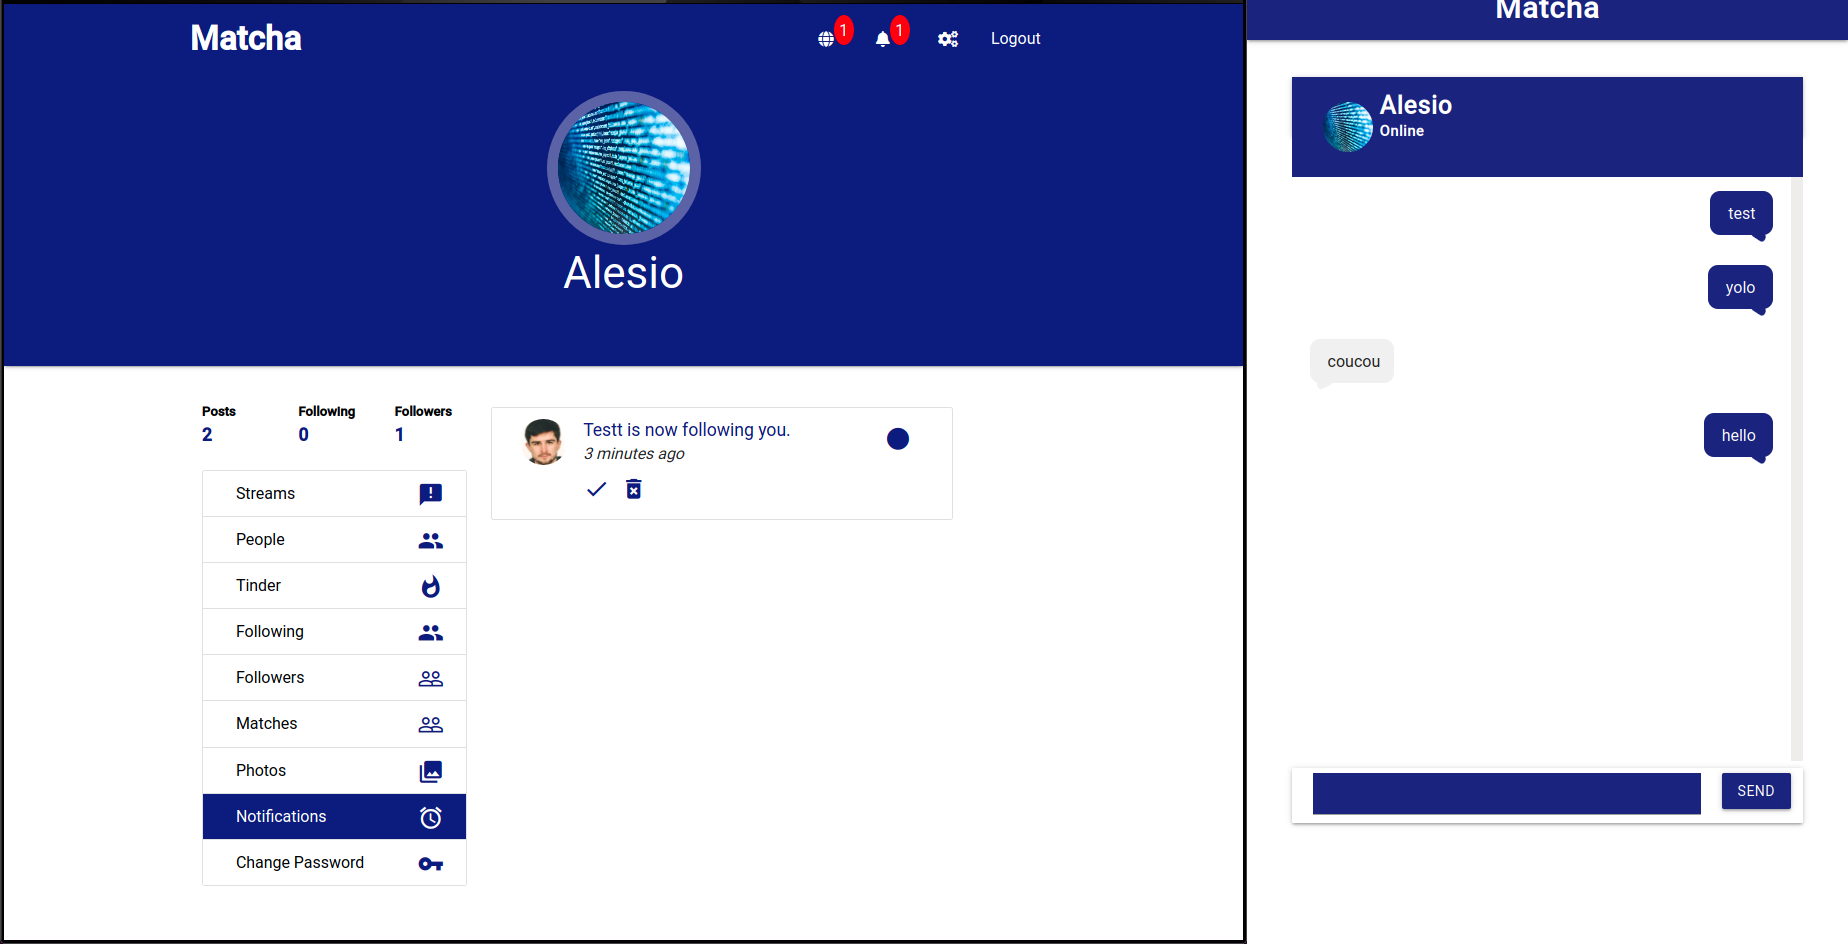 Matcha
1
1
Logout
Alesio
Posts
2
Following
0
Followers
1
Streams
People
Tinder
Following
Followers
Matches
Photos
Notifications
Change Password
Testt is now following you.
3 minutes ago
Matcha
Alesio
Online
test
yolo
coucou
hello
SEND